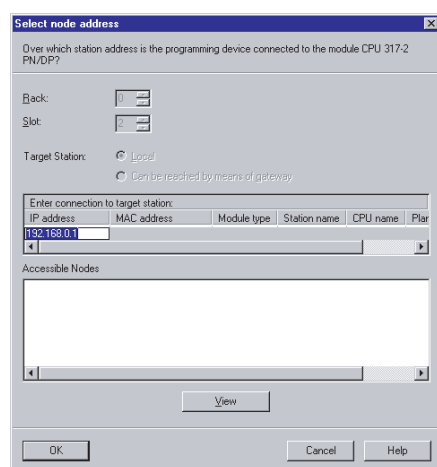 Select node address
Over which station address is the programming device connected to the module CPU 317-2
PN/DP?
Rack: 0
Slot: 2
Target Station: Local
Can be reached by means of gateway
Enter connection to target station:
IP address MAC address Module type Station name CPU name Plar
192.168.0.1
Accessible Nodes
View
OK Cancel Help